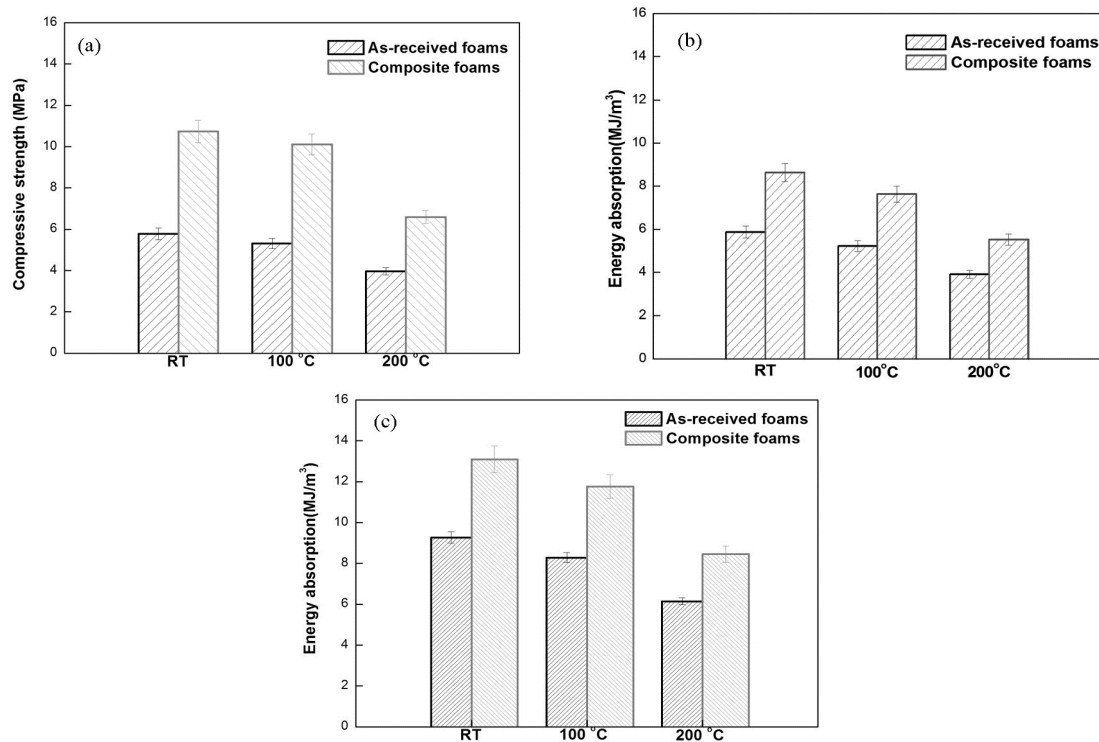 (a)
As-received foams
Composite foams
Compressive strength (MPa)
16
14
12
10
8
6
4
2
0
RT
100 °C
200 °C
(b)
As-received foams
Composite foams
Energy absorption(MJ/m³)
16
14
12
10
8
6
4
2
0
RT
100°C
200°C
(c)
As-received foams
Composite foams
Energy absorption(MJ/m³)
16
14
12
10
8
6
4
2
0
RT
100 °C
200 °C